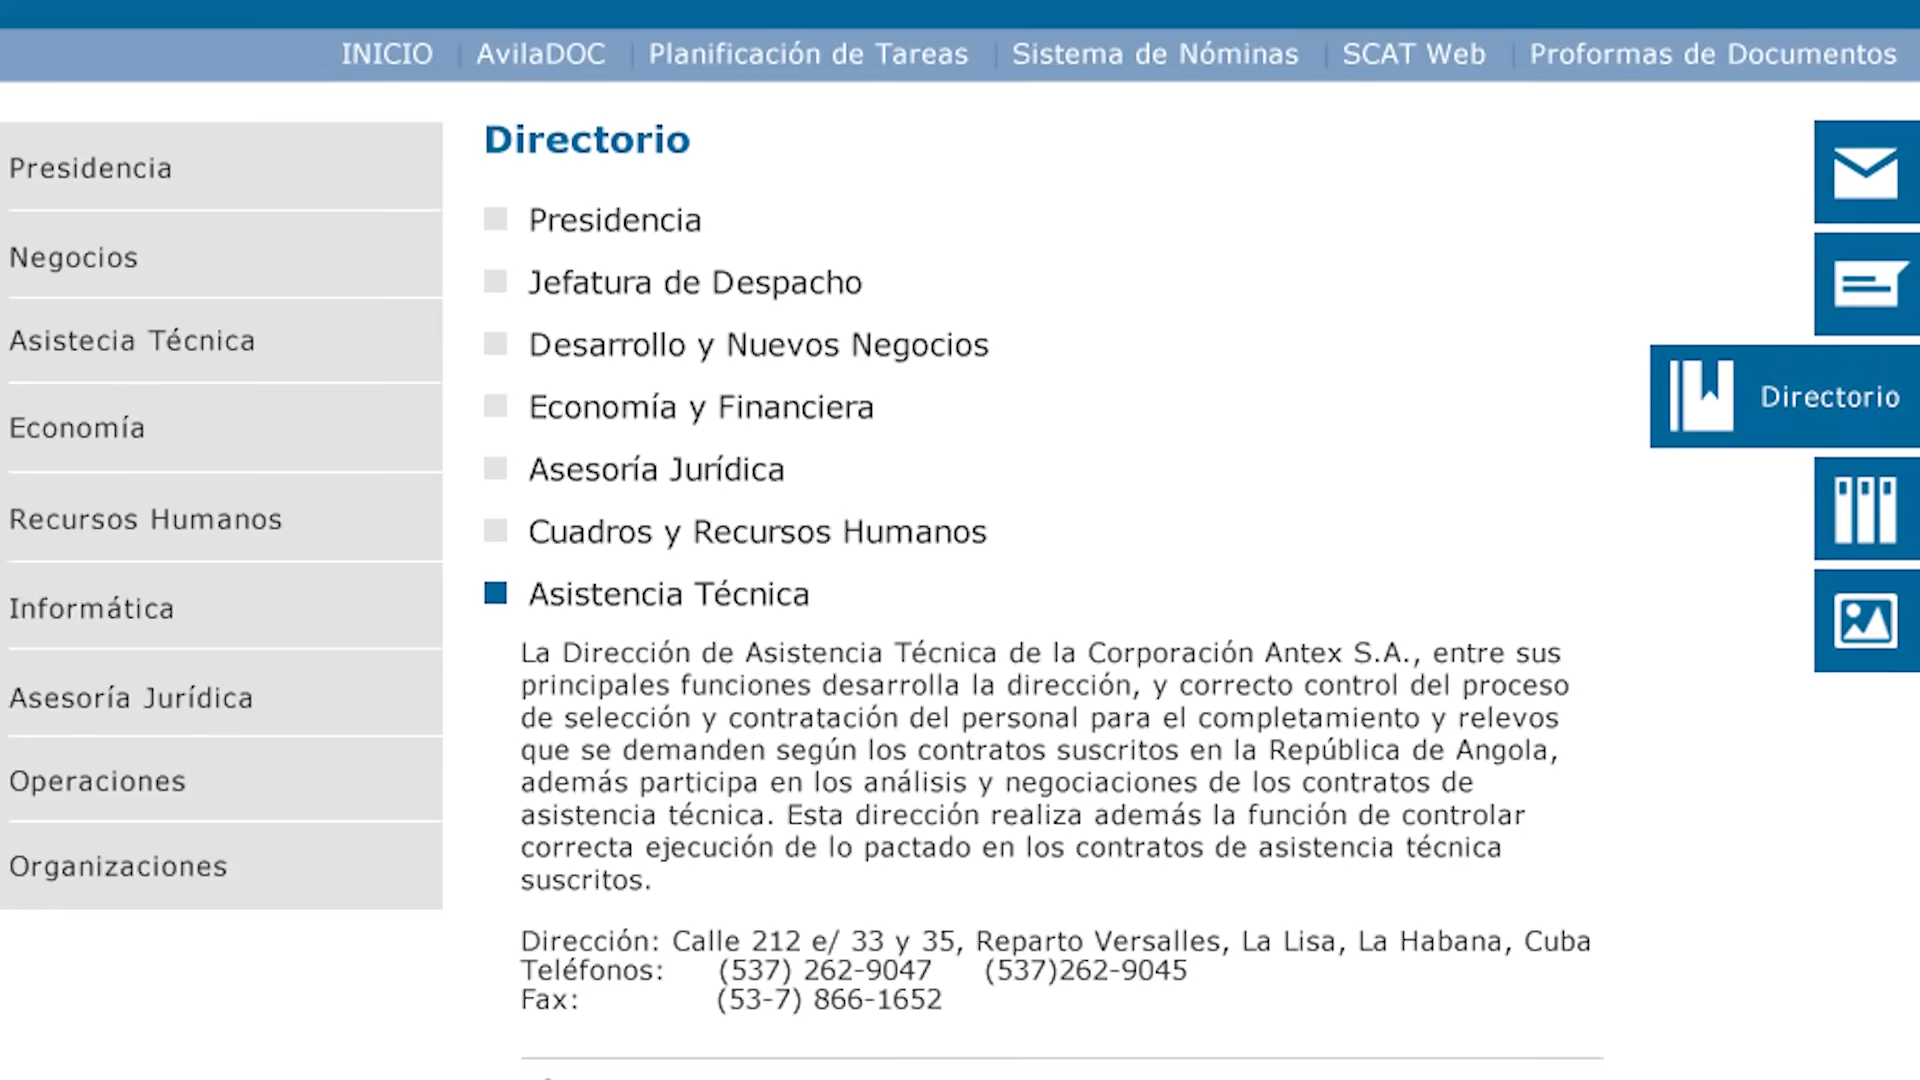 INICIO AvilaDOC Planificación de Tareas Sistema de Nóminas SCAT Web Proformas de Documentos
Presidencia
Negocios
Asistecia Técnica
Economía
Recursos Humanos
Informática
Asesoría Jurídica
Operaciones
Organizaciones
Directorio
Presidencia
Jefatura de Despacho
Desarrollo y Nuevos Negocios
Economía y Financiera
Asesoría Jurídica
Cuadros y Recursos Humanos
Asistencia Técnica
La Dirección de Asistencia Técnica de la Corporación Antex S.A., entre sus
principales funciones desarrolla la dirección, y correcto control del proceso
de selección y contratación del personal para el completamiento y relevos
que se demanden según los contratos suscritos en la República de Angola,
además participa en los análisis y negociaciones de los contratos de
asistencia técnica. Esta dirección realiza además la función de controlar
correcta ejecución de lo pactado en los contratos de asistencia técnica
suscritos.
Dirección: Calle 212 e/ 33 y 35, Reparto Versalles, La Lisa, La Habana, Cuba
Teléfonos: (537) 262-9047 (537)262-9045
Fax: (53-7) 866-1652
Directorio